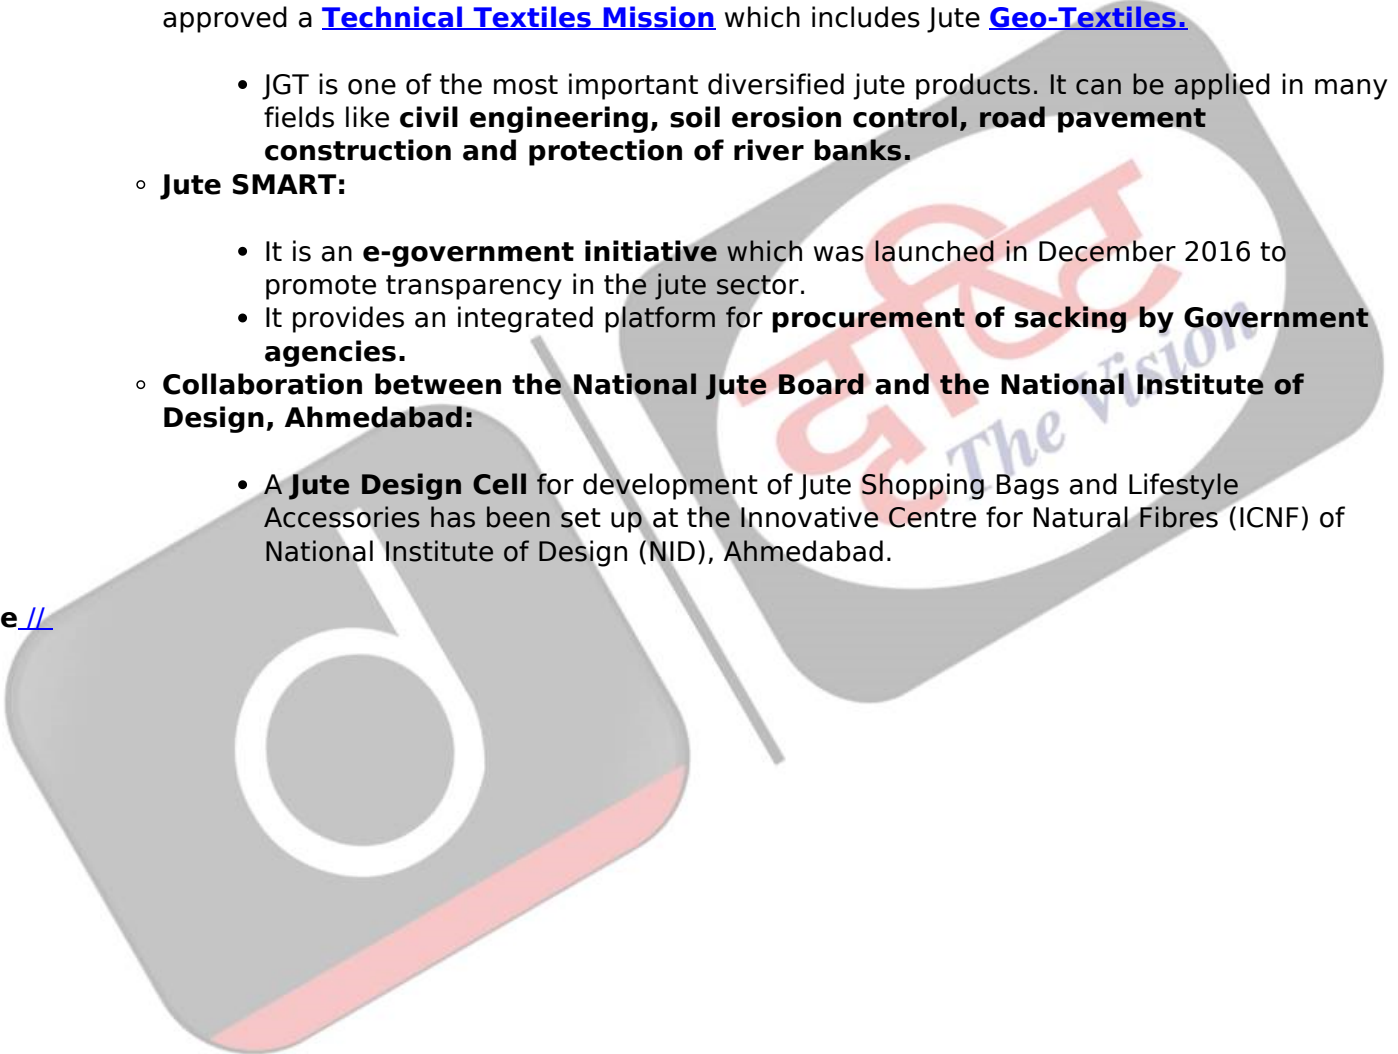 approved a Technical Textiles Mission which includes Jute Geo-Textiles.
• JGT is one of the most important diversified jute products. It can be applied in many
fields like civil engineering, soil erosion control, road pavement
construction and protection of river banks.
◦ Jute SMART:
• It is an e-government initiative which was launched in December 2016 to
promote transparency in the jute sector.
• It provides an integrated platform for procurement of sacking by Government
agencies.
◦ Collaboration between the National Jute Board and the National Institute of
Design, Ahmedabad:
• A Jute Design Cell for development of Jute Shopping Bags and Lifestyle
Accessories has been set up at the Innovative Centre for Natural Fibres (ICNF) of
National Institute of Design (NID), Ahmedabad.
e //
दृष्टि
The Vision
d